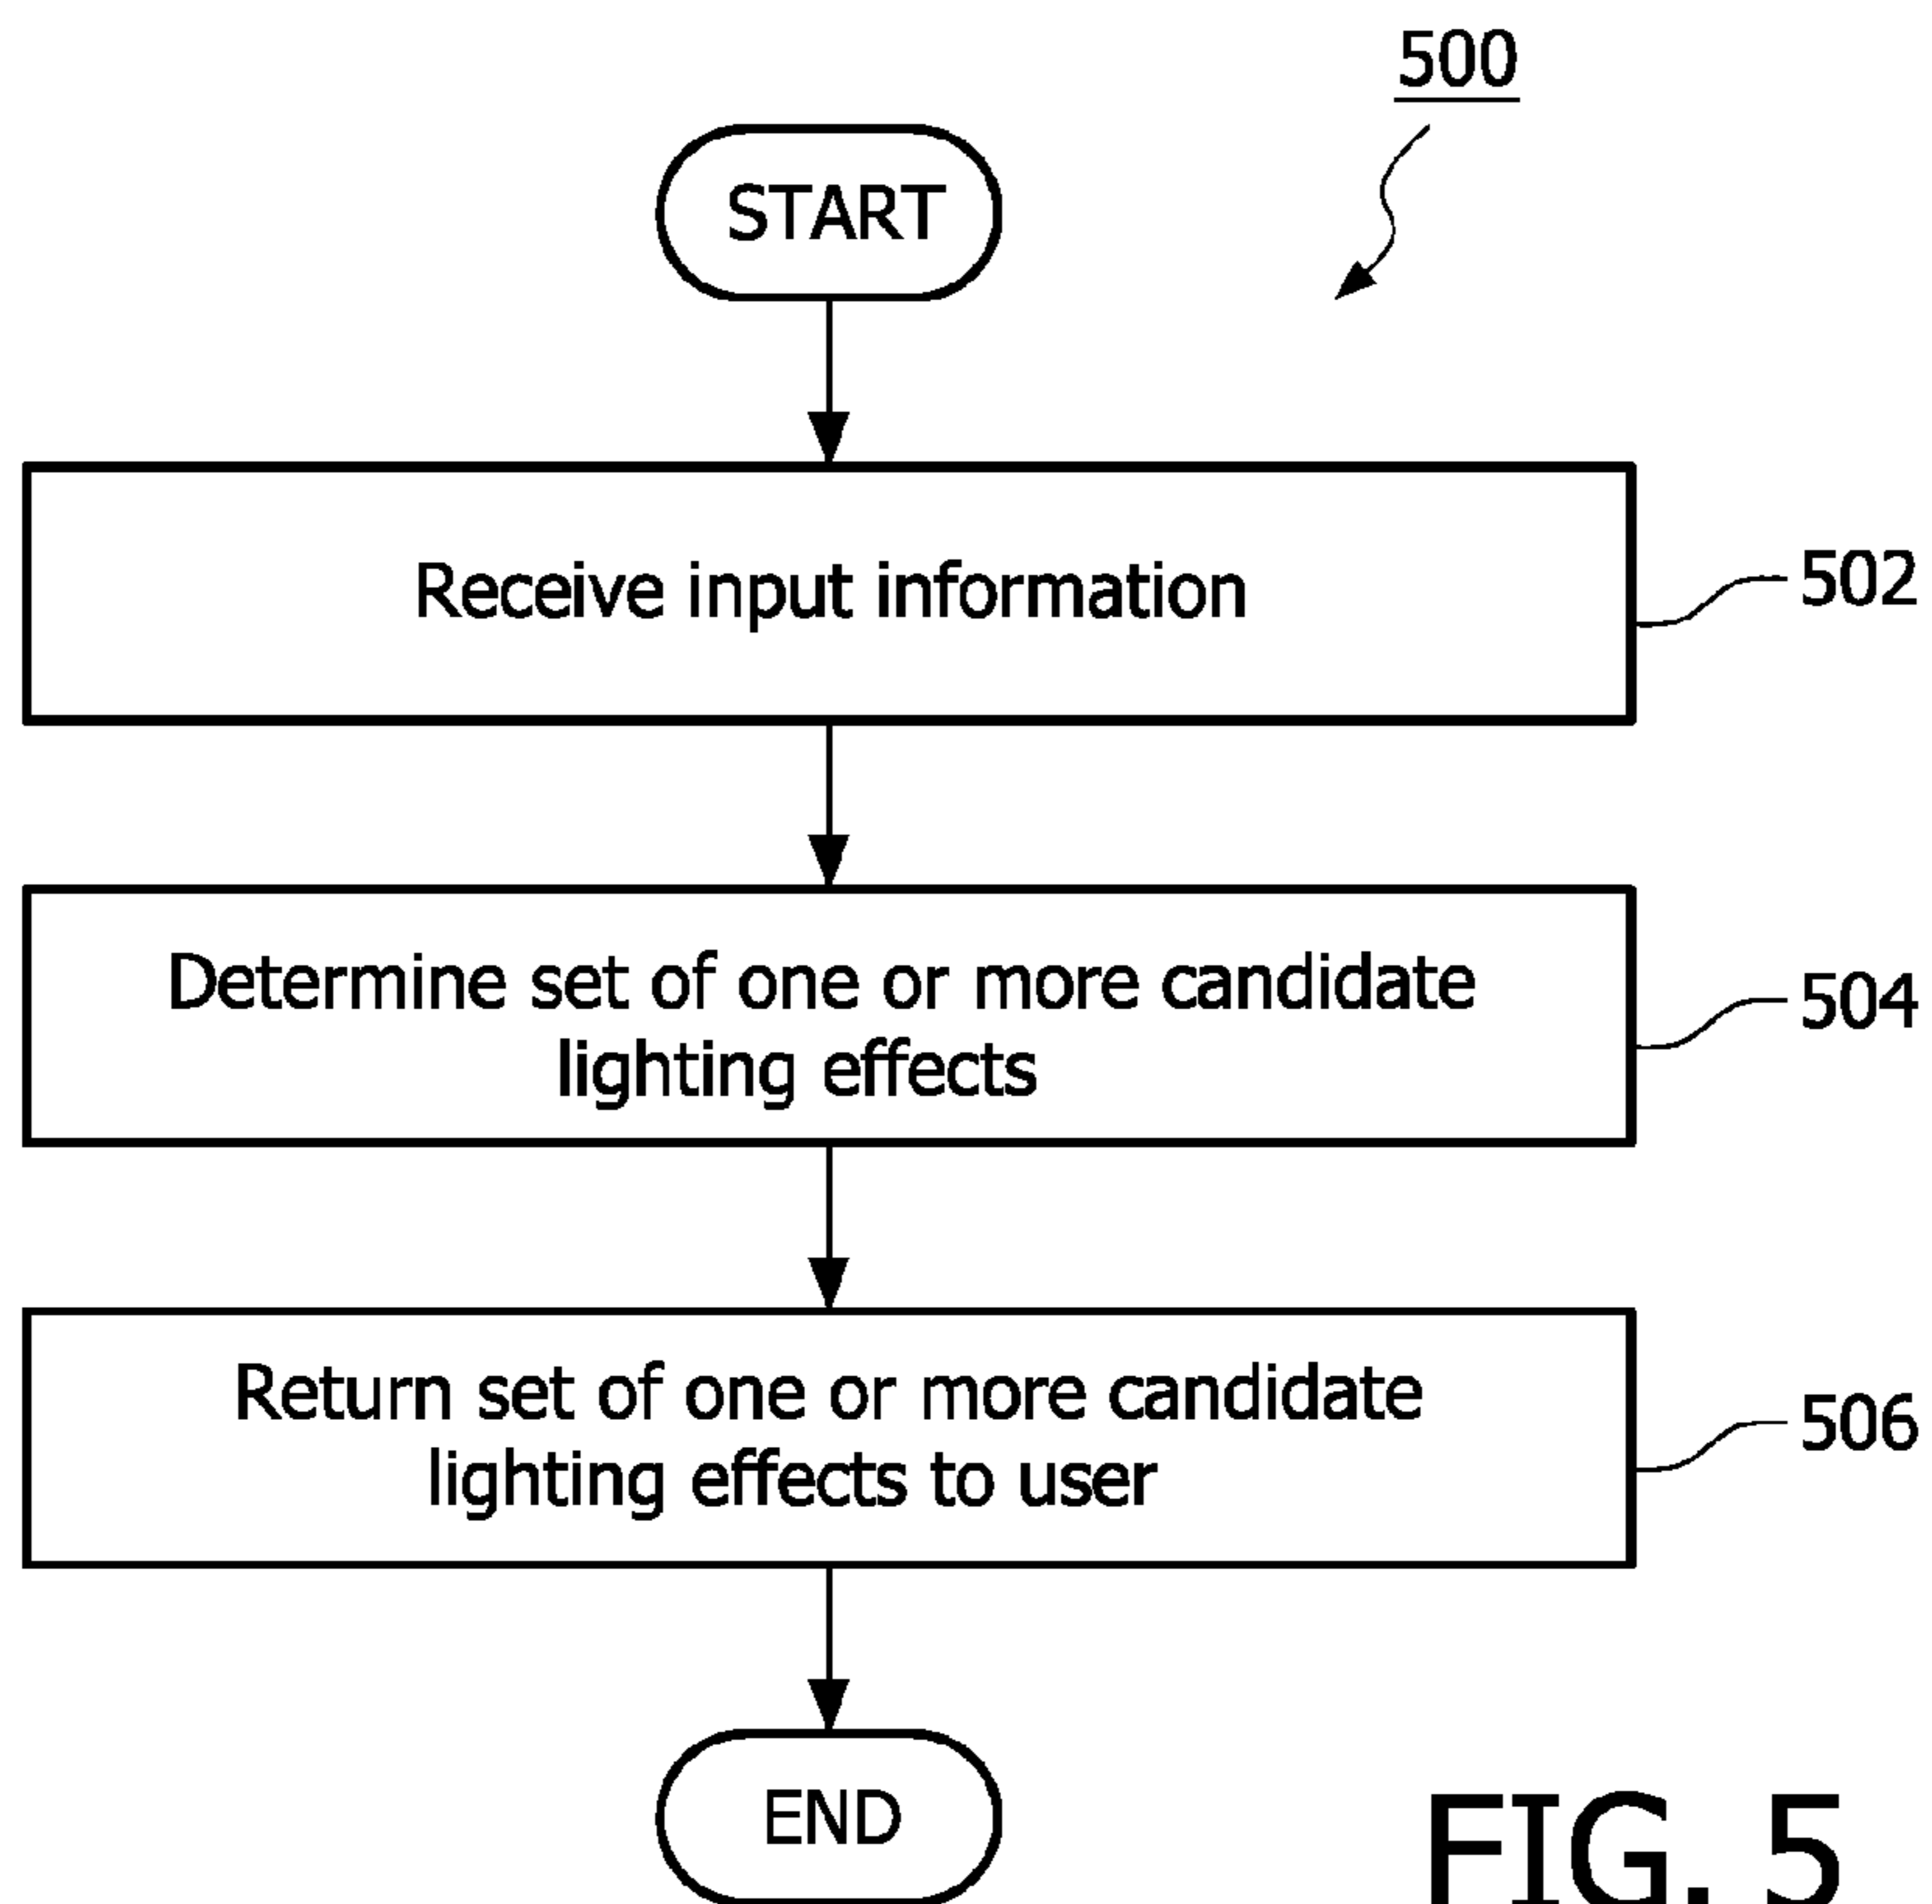 500
START
Receive input information
502
Determine set of one or more candidate
lighting effects
504
Return set of one or more candidate
lighting effects to user
506
END
FIG. 5